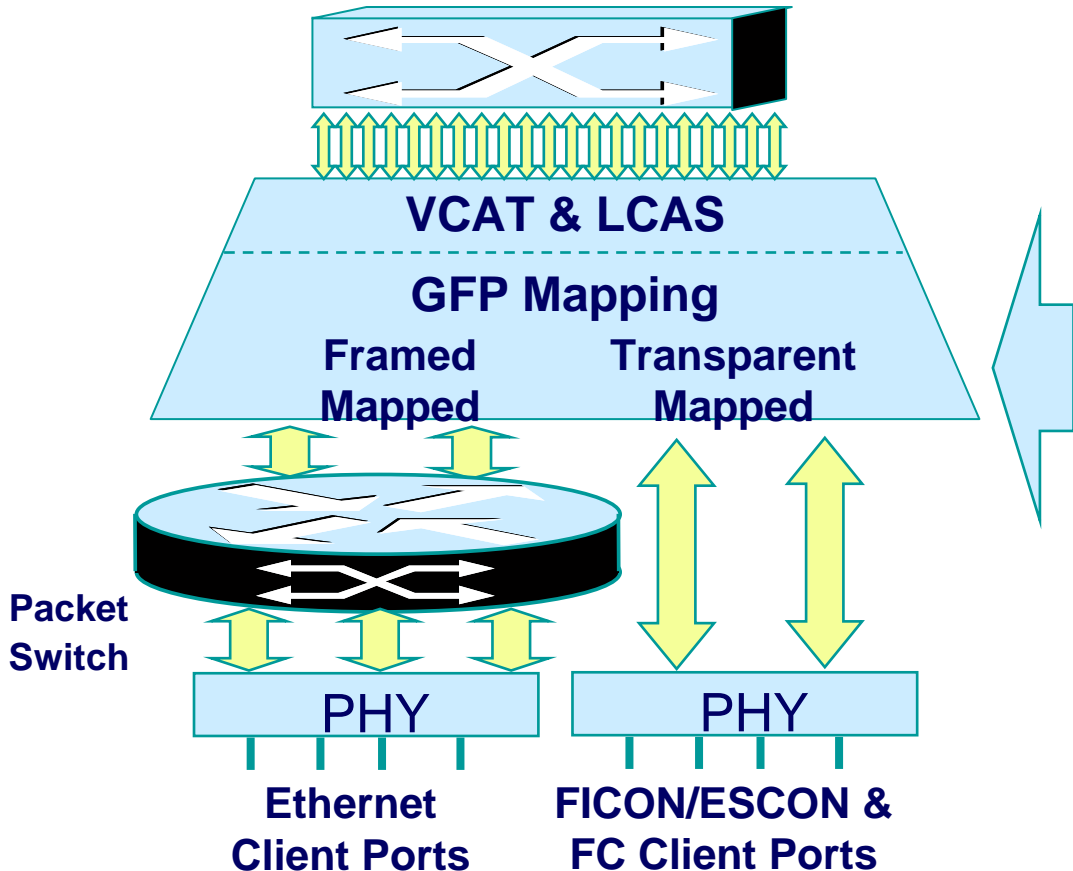 VCAT & LCAS
GFP Mapping
Framed
Mapped
Transparent
Mapped
Packet
Switch
PHY
PHY
Ethernet
Client Ports
FICON/ESCON &
FC Client Ports